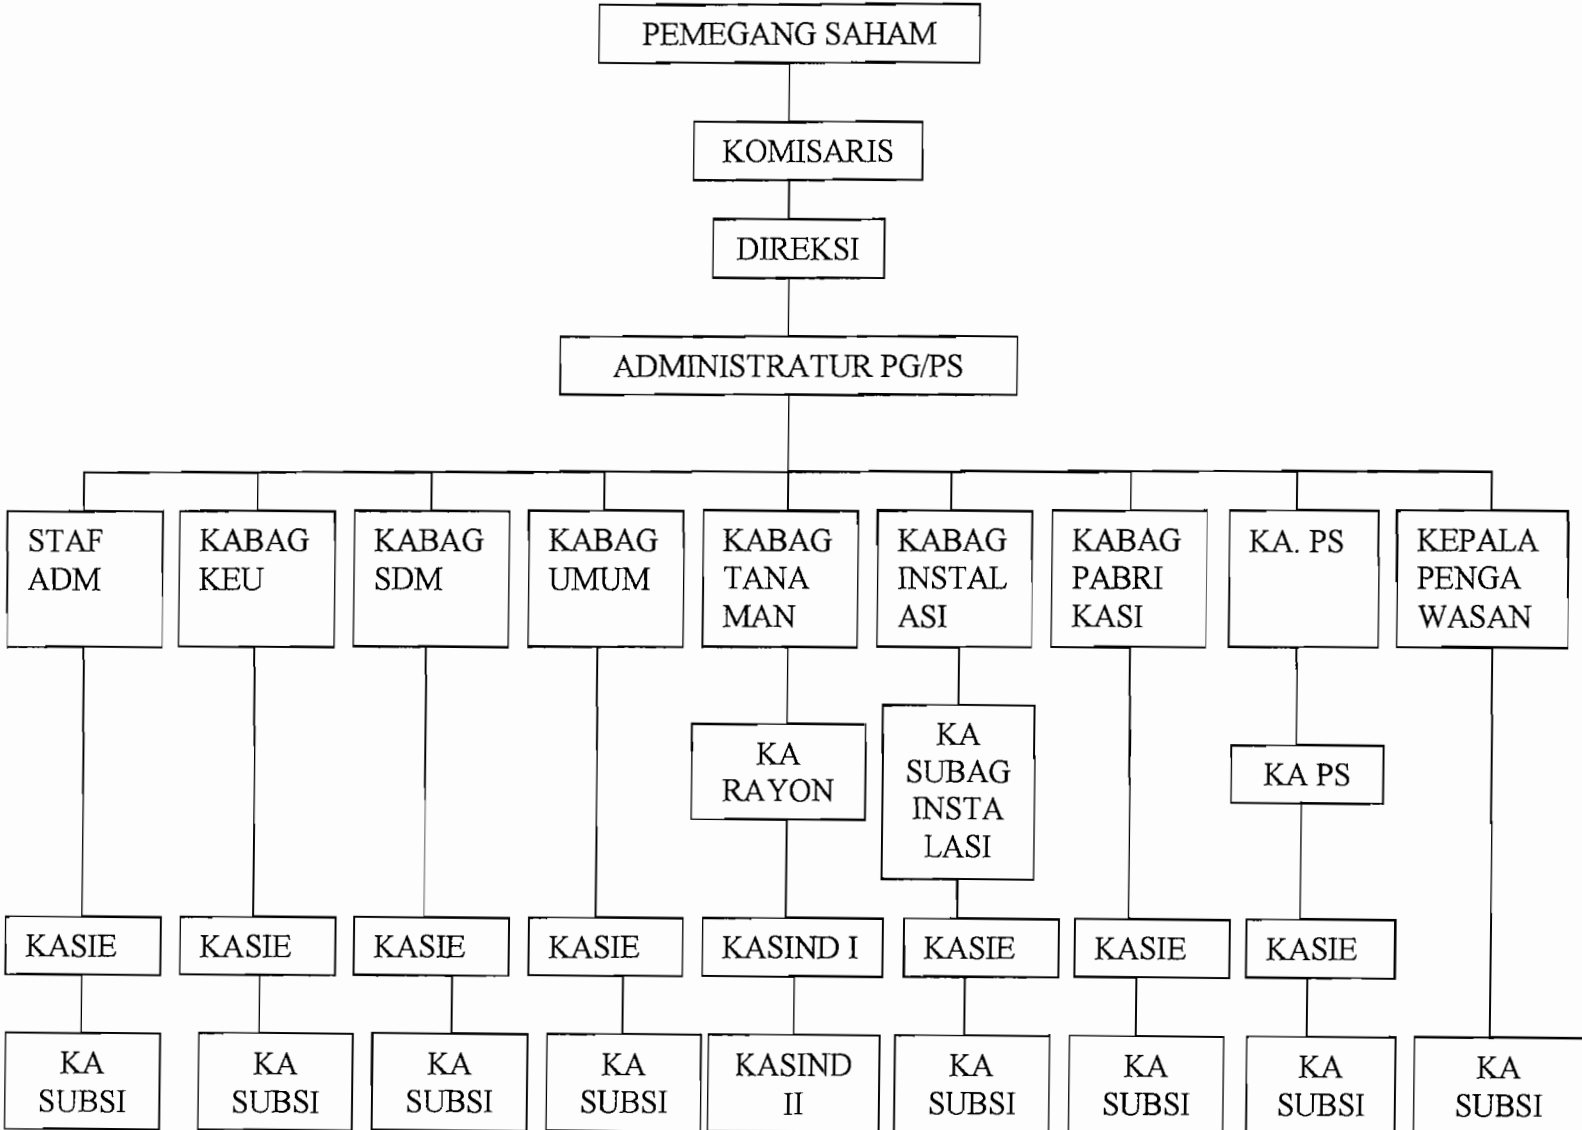 PEMEGANG SAHAM
KOMISARIS
DIREKSI
ADMINISTRATUR PG/PS
STAF
ADM
KABAG
KEU
KABAG
SDM
KABAG
UMUM
KABAG
TANA
MAN
KABAG
INSTAL
ASI
KABAG
PABRI
KASI
KA. PS
KEPALA
PENGA
WASAN
KA
RAYON
KA
SUBAG
INSTA
LASI
KA PS
KASIE
KASIE
KASIE
KASIE
KASIND I
KASIE
KASIE
KASIE
KA
SUBSI
KA
SUBSI
KA
SUBSI
KA
SUBSI
KASIND
II
KA
SUBSI
KA
SUBSI
KA
SUBSI
KA
SUBSI